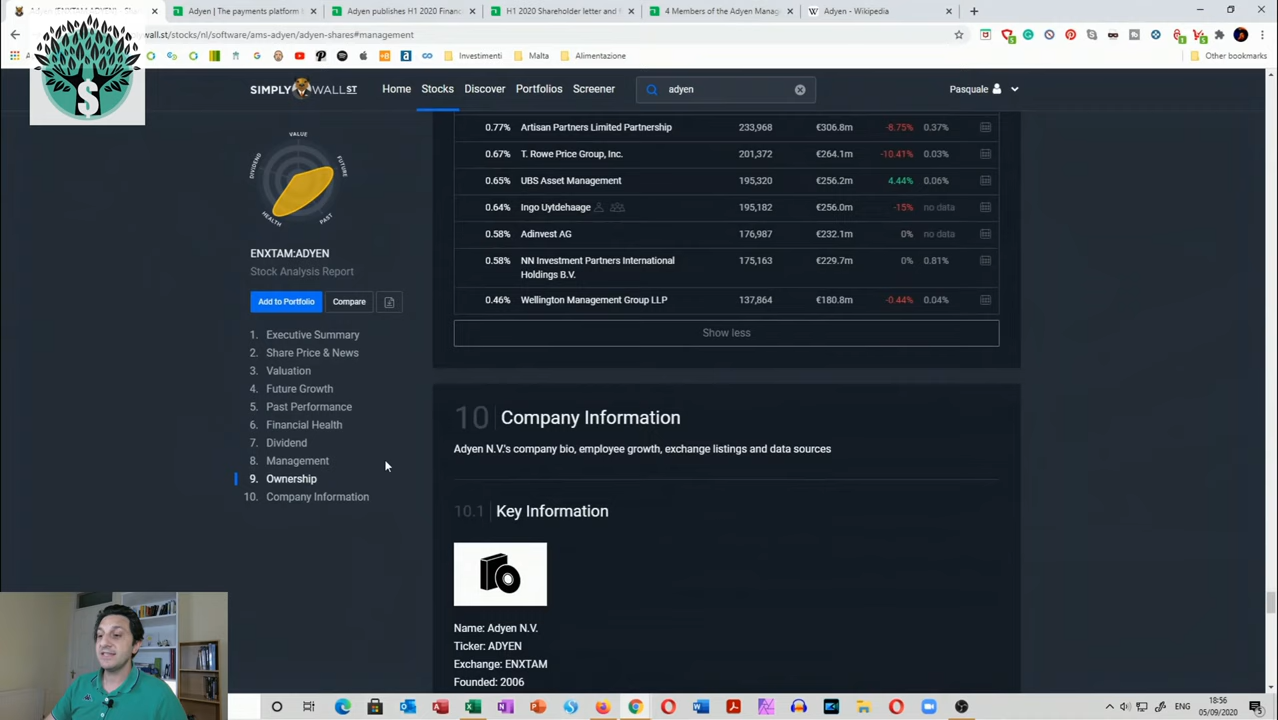 Adyen | The payments platform
Adyen publishes H1 2020 Financ
H1 2020 Shareholder letter and
4 Members of the Adyen Manag
Adyen - Wikipedia
wall.st/stocks/nl/software/ams-adyen/adyen-shares#management
Investimenti
Malta
Alimentazione
Other bookmarks
$
SIMPLY WALL ST
Home
Stocks
Discover
Portfolios
Screener
adyen
Pasquale
VALUE
FUTURE
PAST
HEALTH
DIVIDEND
ENXTAM:ADYEN
Stock Analysis Report
Add to Portfolio
Compare
1. Executive Summary
2. Share Price & News
3. Valuation
4. Future Growth
5. Past Performance
6. Financial Health
7. Dividend
8. Management
9. Ownership
10. Company Information
0.77% Artisan Partners Limited Partnership 233,968 €306.8m -8.75% 0.37%
0.67% T. Rowe Price Group, Inc. 201,372 €264.1m -10.41% 0.03%
0.65% UBS Asset Management 195,320 €256.2m 4.44% 0.06%
0.64% Ingo Uytdehaage 195,182 €256.0m -15% no data
0.58% Adinvest AG 176,987 €232.1m 0% no data
0.58% NN Investment Partners International 175,163 €229.7m 0% 0.81%
Holdings B.V.
0.46% Wellington Management Group LLP 137,864 €180.8m -0.44% 0.04%
Show less
10 Company Information
Adyen N.V.'s company bio, employee growth, exchange listings and data sources
10.1 Key Information
Name: Adyen N.V.
Ticker: ADYEN
Exchange: ENXTAM
Founded: 2006
ENG
18:56
05/09/2020